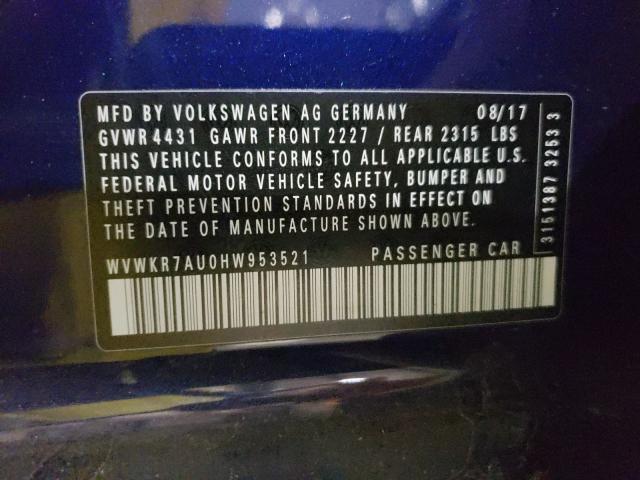 MFD BY VOLKSWAGEN AG GERMANY 08/17
GVWR 4431 GAWR FRONT 2227 / REAR 2315 LBS
THIS VEHICLE CONFORMS TO ALL APPLICABLE U.S.
FEDERAL MOTOR VEHICLE SAFETY, BUMPER AND
THEFT PREVENTION STANDARDS IN EFFECT ON
THE DATE OF MANUFACTURE SHOWN ABOVE.
WVWKR7AU0HW953521 PASSENGER CAR
3151387 3253 3